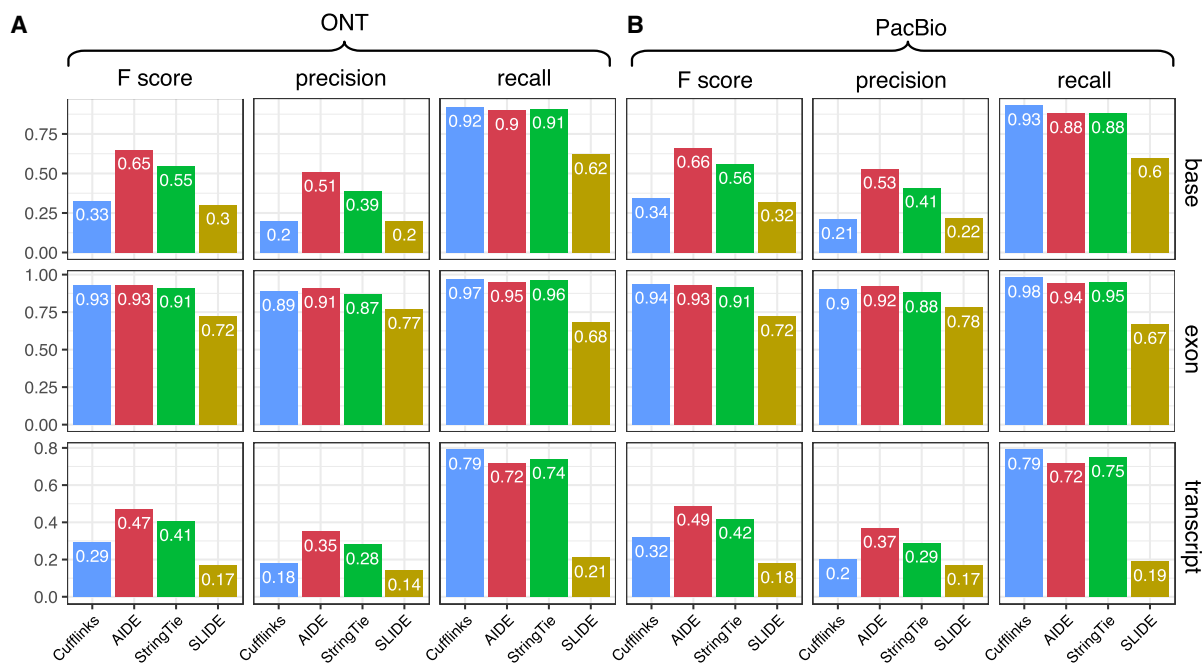 A ONT B PacBio
F score precision recall F score precision recall
0.75 0.50 0.25 0.00
0.33 0.65 0.55 0.3
0.2 0.51 0.39 0.2
0.92 0.9 0.91 0.62
0.34 0.66 0.56 0.32
0.21 0.53 0.41 0.22
0.93 0.88 0.88 0.6
base
1.00 0.75 0.50 0.25 0.00
0.93 0.93 0.91 0.72
0.89 0.91 0.87 0.77
0.97 0.95 0.96 0.68
0.94 0.93 0.91 0.72
0.9 0.92 0.88 0.78
0.98 0.94 0.95 0.67
exon
0.8 0.6 0.4 0.2 0.0
0.29 0.47 0.41 0.17
0.18 0.35 0.28 0.14
0.79 0.72 0.74 0.21
0.32 0.49 0.42 0.18
0.2 0.37 0.29 0.17
0.79 0.72 0.75 0.19
transcript
Cufflinks AIDE StringTie SLIDE Cufflinks AIDE StringTie SLIDE Cufflinks AIDE StringTie SLIDE Cufflinks AIDE StringTie SLIDE Cufflinks AIDE StringTie SLIDE Cufflinks AIDE StringTie SLIDE